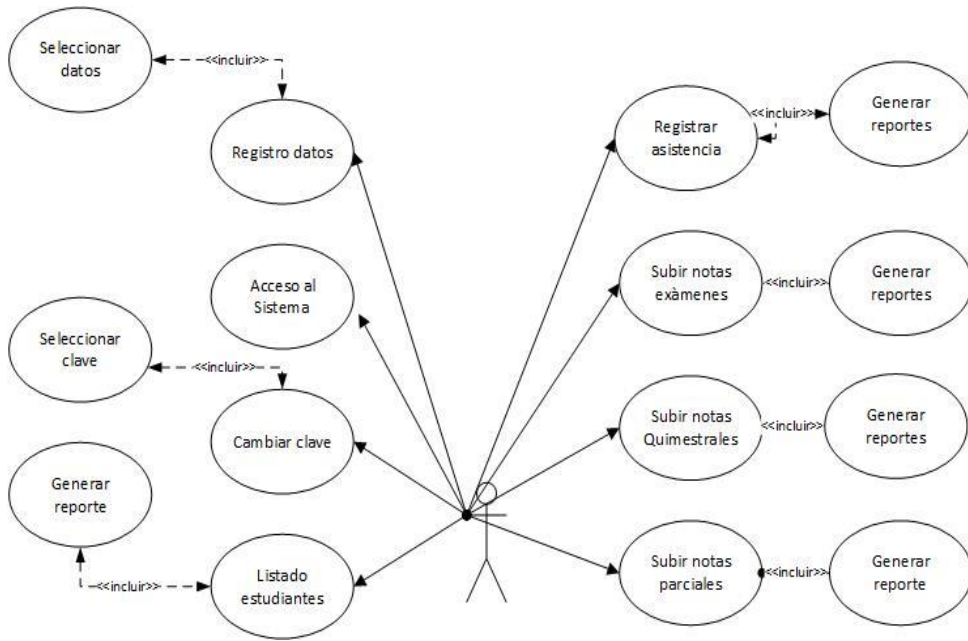 Seleccionar
datos
<<incluir>>
Registro datos
Acceso al
Sistema
Seleccionar
clave
<<incluir>>
Cambiar clave
Generar
reporte
<<incluir>>
Listado
estudiantes
Registrar
asistencia
<<incluir>>
Generar
reportes
Subir notas
exàmenes
<<incluir>>
Generar
reportes
Subir notas
Quimestrales
<<incluir>>
Generar
reportes
Subir notas
parciales
<<incluir>>
Generar
reporte